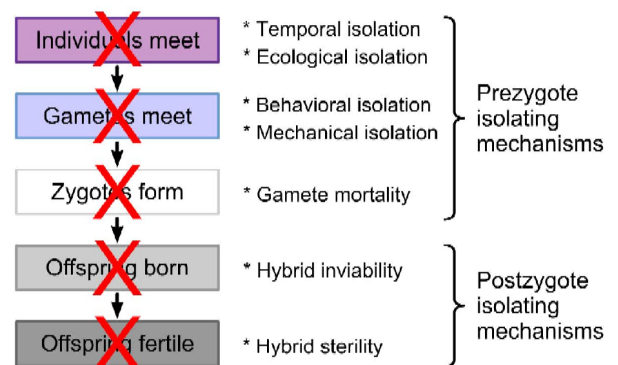 Individuals meet
* Temporal isolation
* Ecological isolation
Gametes meet
* Behavioral isolation
* Mechanical isolation
Prezygote
isolating
mechanisms
Zygotes form
* Gamete mortality
Offspring born
* Hybrid inviability
Offspring fertile
* Hybrid sterility
Postzygote
isolating
mechanisms